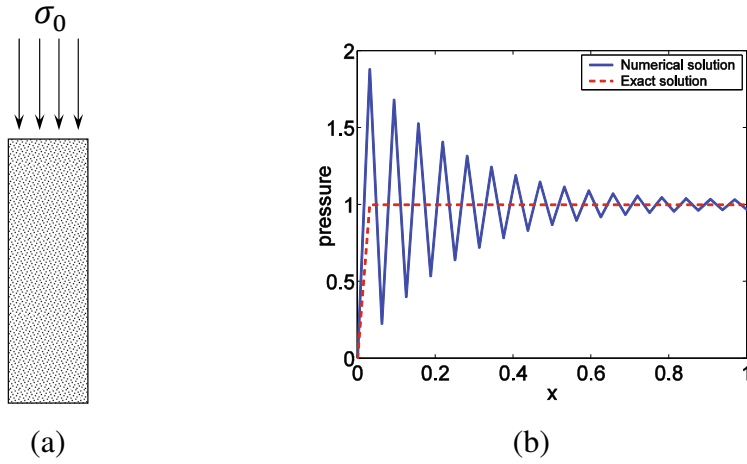 σ₀
(a)
2
1.5
1
0.5
0
pressure
0
0.2
0.4
0.6
0.8
1
x
Numerical solution
Exact solution
(b)